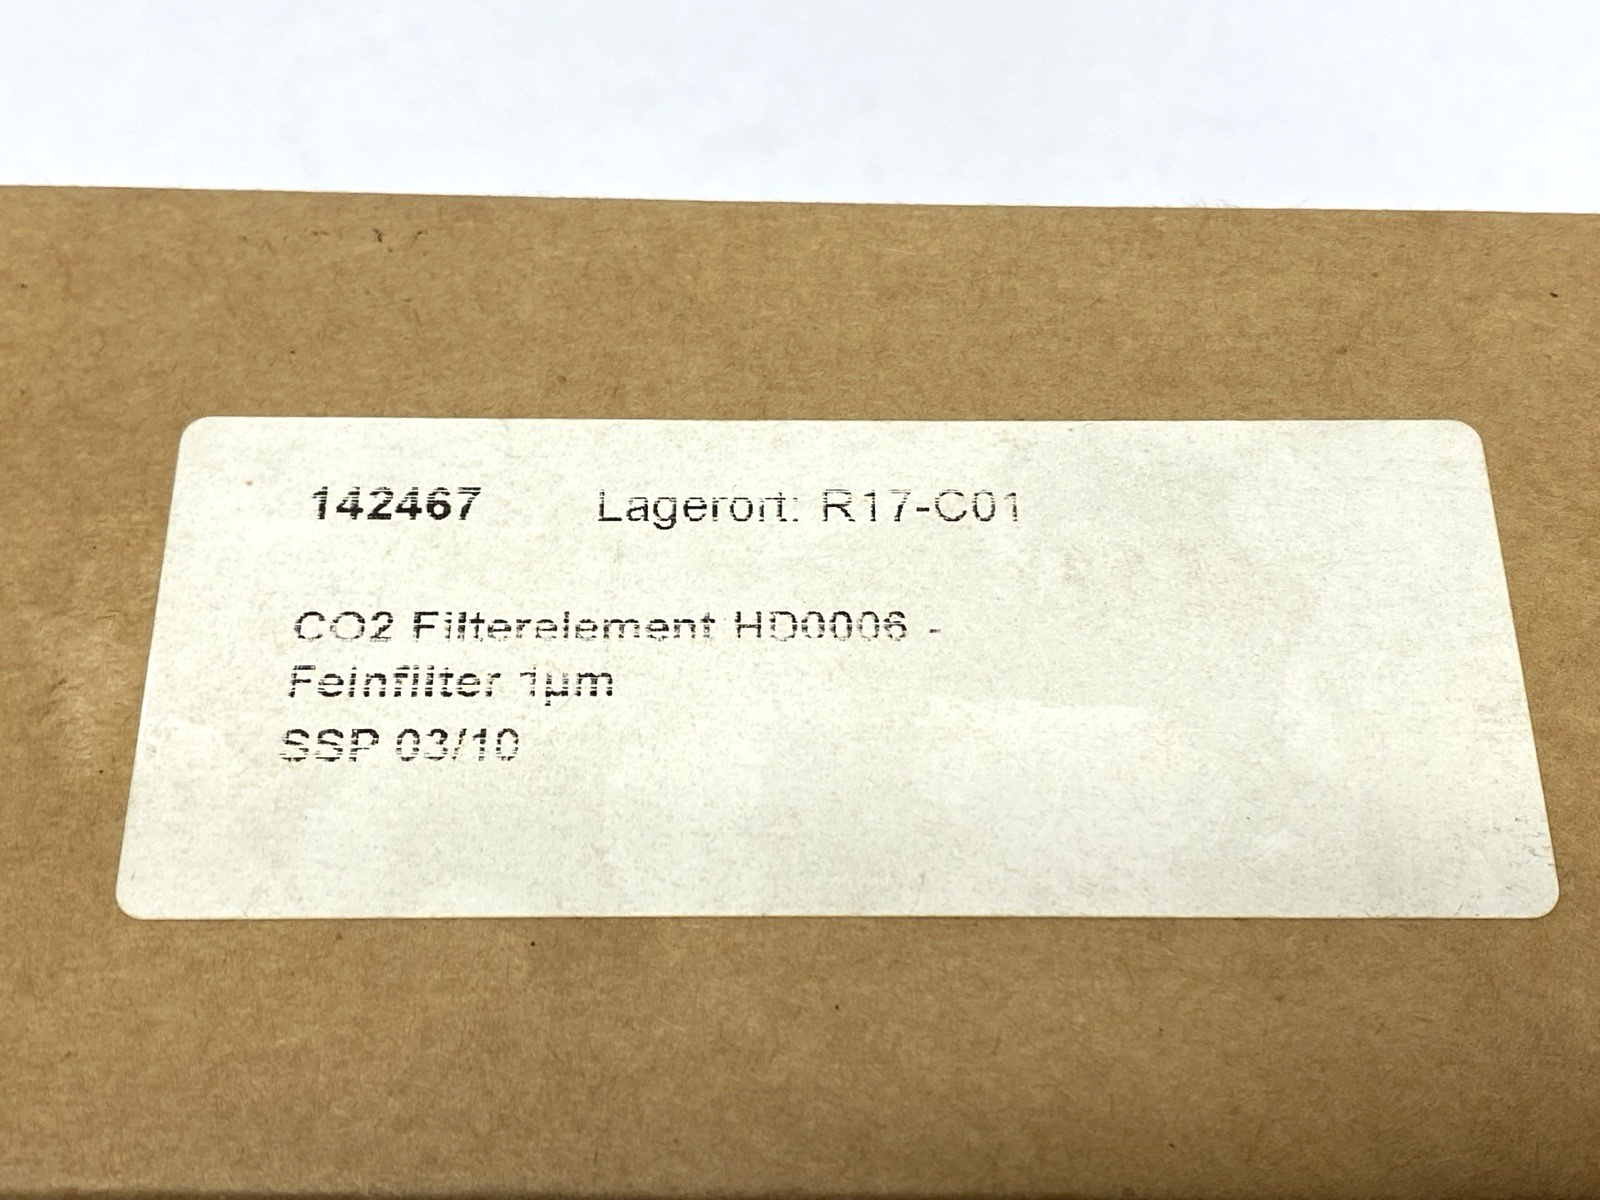 142467 Lagerort: R17-C01
CO2 Filterelement HD0006 -
Feinfilter 1µm
SSP 03/10